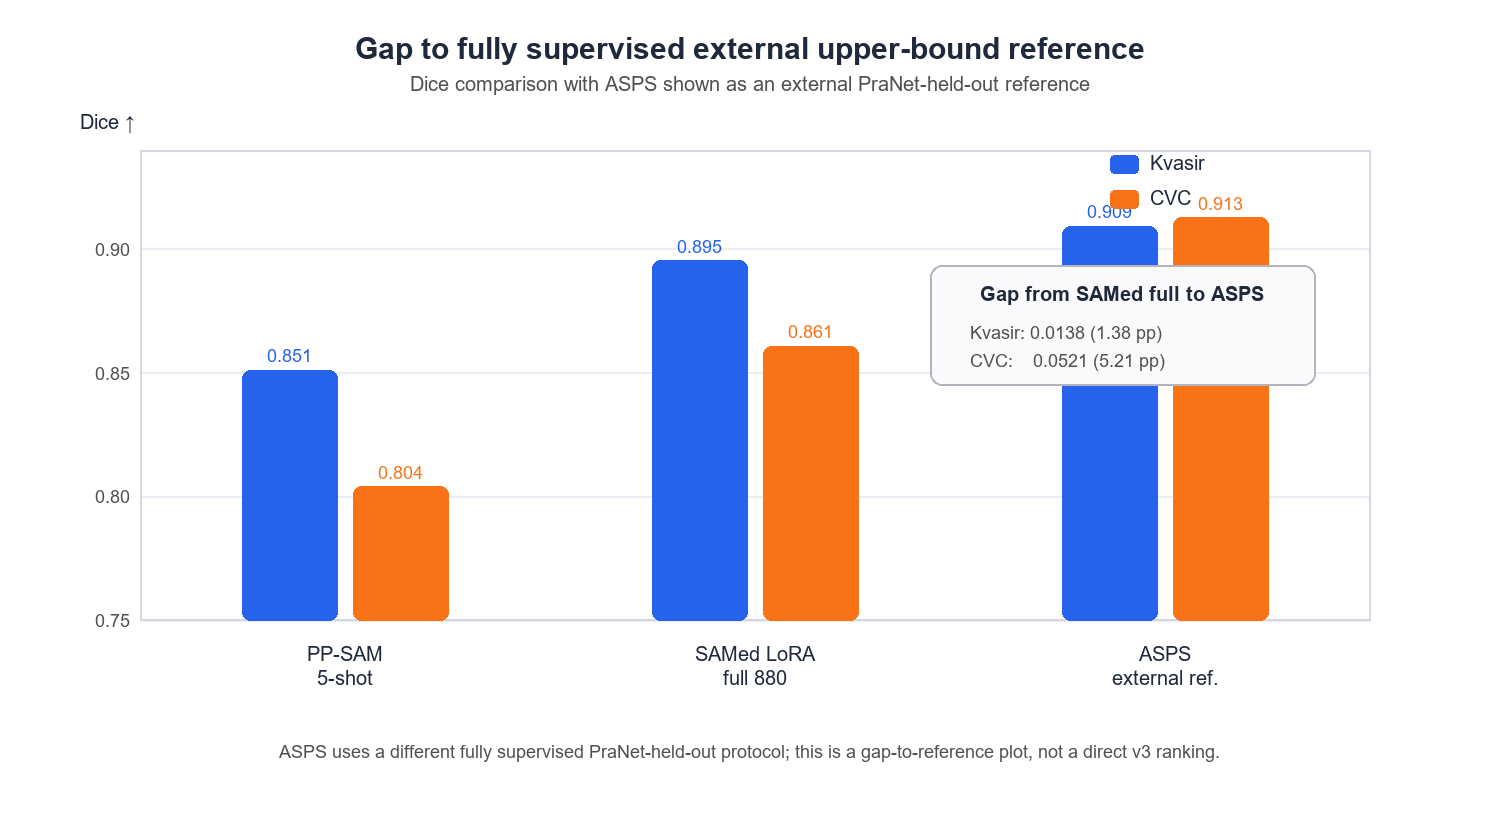 Gap to fully supervised external upper-bound reference
Dice comparison with ASPS shown as an external PraNet-held-out reference
Dice ↑
Kvasir
CVC
0.909
0.913
0.90
0.895
Gap from SAMed full to ASPS
Kvasir: 0.0138 (1.38 pp)
CVC: 0.0521 (5.21 pp)
0.861
0.851
0.85
0.804
0.80
0.75
PP-SAM
5-shot
SAMed LoRA
full 880
ASPS
external ref.
ASPS uses a different fully supervised PraNet-held-out protocol; this is a gap-to-reference plot, not a direct v3 ranking.